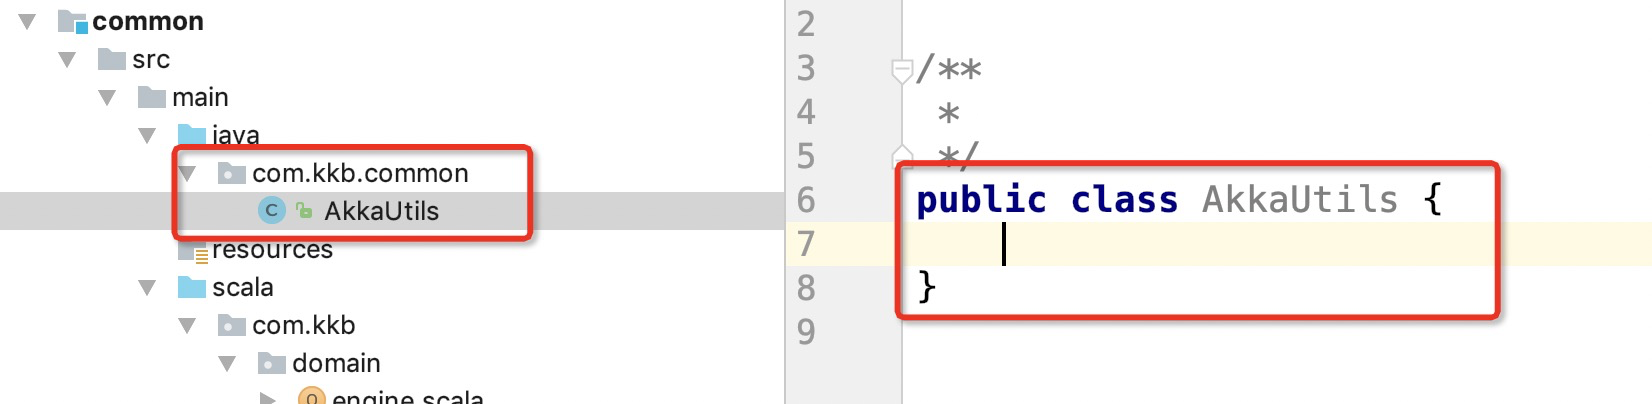 common
src
main
java
com.kkb.common
C AkkaUtils
resources
scala
com.kkb
domain
O engine.scala
2
3 /**
4 *
5 */
6 public class AkkaUtils {
7
8 }
9